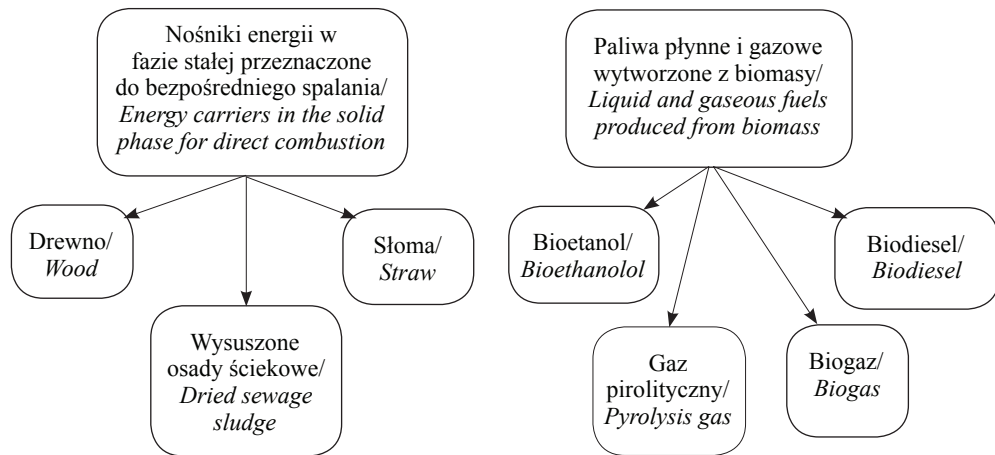 Nośniki energii w
fazie stałej przeznaczone
do bezpośredniego spalania/
Energy carriers in the solid
phase for direct combustion
Drewno/
Wood
Wysuszone
osady ściekowe/
Dried sewage
sludge
Słoma/
Straw
Paliwa płynne i gazowe
wytworzone z biomasy/
Liquid and gaseous fuels
produced from biomass
Bioetanol/
Bioethanolol
Gaz
pirolityczny/
Pyrolysis gas
Biogaz/
Biogas
Biodiesel/
Biodiesel